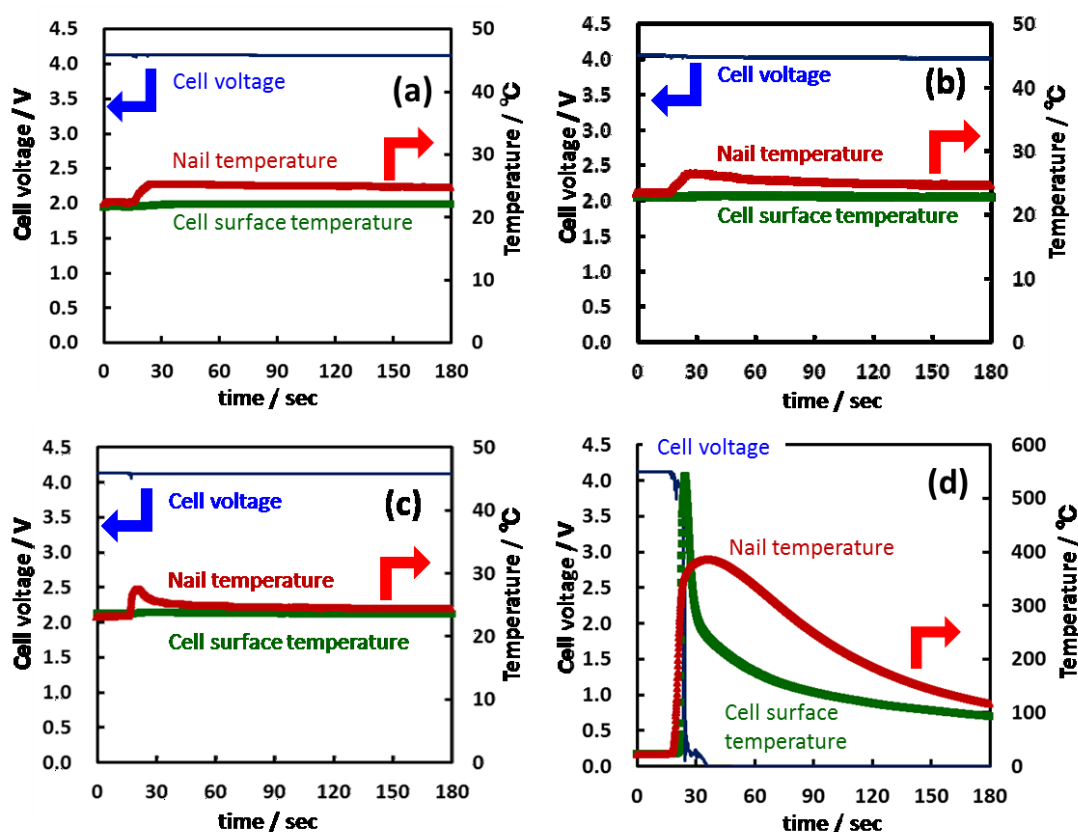 (a)
Cell voltage / V
4.5
4.0
3.5
3.0
2.5
2.0
1.5
1.0
0.5
0.0
Cell voltage
Nail temperature
Cell surface temperature
50
40
30
20
10
0
Temperature / °C
0 30 60 90 120 150 180
time / sec
(b)
Cell voltage / V
4.5
4.0
3.5
3.0
2.5
2.0
1.5
1.0
0.5
0.0
Cell voltage
Nail temperature
Cell surface temperature
50
40
30
20
10
0
Temperature / °C
0 30 60 90 120 150 180
time / sec
(c)
Cell voltage / V
4.5
4.0
3.5
3.0
2.5
2.0
1.5
1.0
0.5
0.0
Cell voltage
Nail temperature
Cell surface temperature
50
40
30
20
10
0
Temperature / °C
0 30 60 90 120 150 180
time / sec
(d)
Cell voltage / V
4.5
4.0
3.5
3.0
2.5
2.0
1.5
1.0
0.5
0.0
Cell voltage
Nail temperature
Cell surface
temperature
600
500
400
300
200
100
0
Temperature / °C
0 30 60 90 120 150 180
time / sec